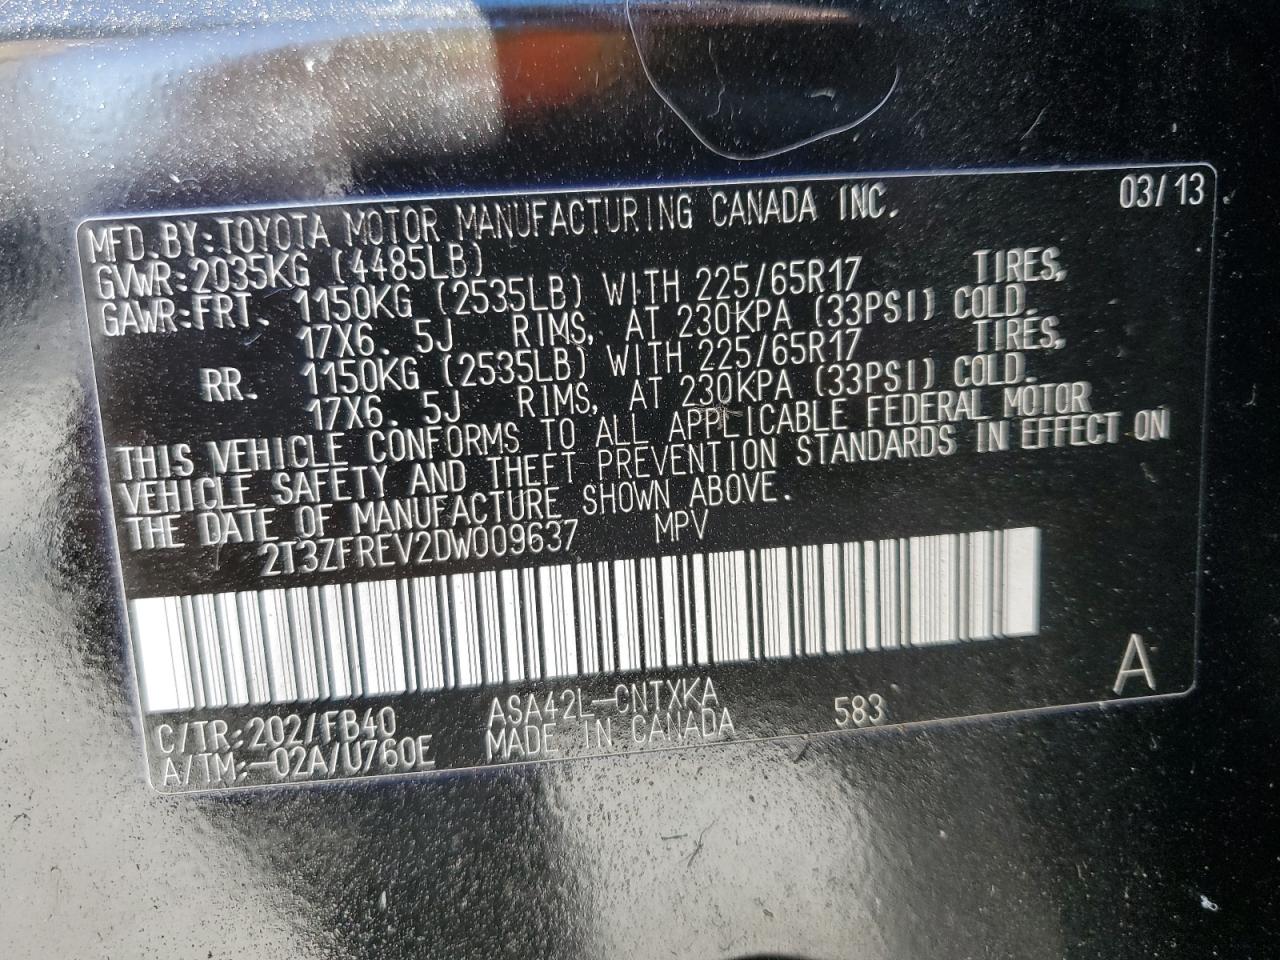 MFD.BY:TOYOTA MOTOR MANUFACTURING CANADA INC. 03/13
GVWR:2035KG (4485LB)
GAWR:FRT. 1150KG (2535LB) WITH 225/65R17 TIRES,
17X6. 5J RIMS, AT 230KPA (33PSI) COLD.
RR. 1150KG (2535LB) WITH 225/65R17 TIRES,
17X6. 5J RIMS, AT 230KPA (33PSI) COLD.
THIS VEHICLE CONFORMS TO ALL APPLICABLE FEDERAL MOTOR
VEHICLE SAFETY AND THEFT PREVENTION STANDARDS IN EFFECT ON
THE DATE OF MANUFACTURE SHOWN ABOVE.
2T3ZFREV2DW009637 MPV
A
C/TR:202/FB40 ASA42L-CNTXKA 583
A/TM:-02A/U760E MADE IN CANADA